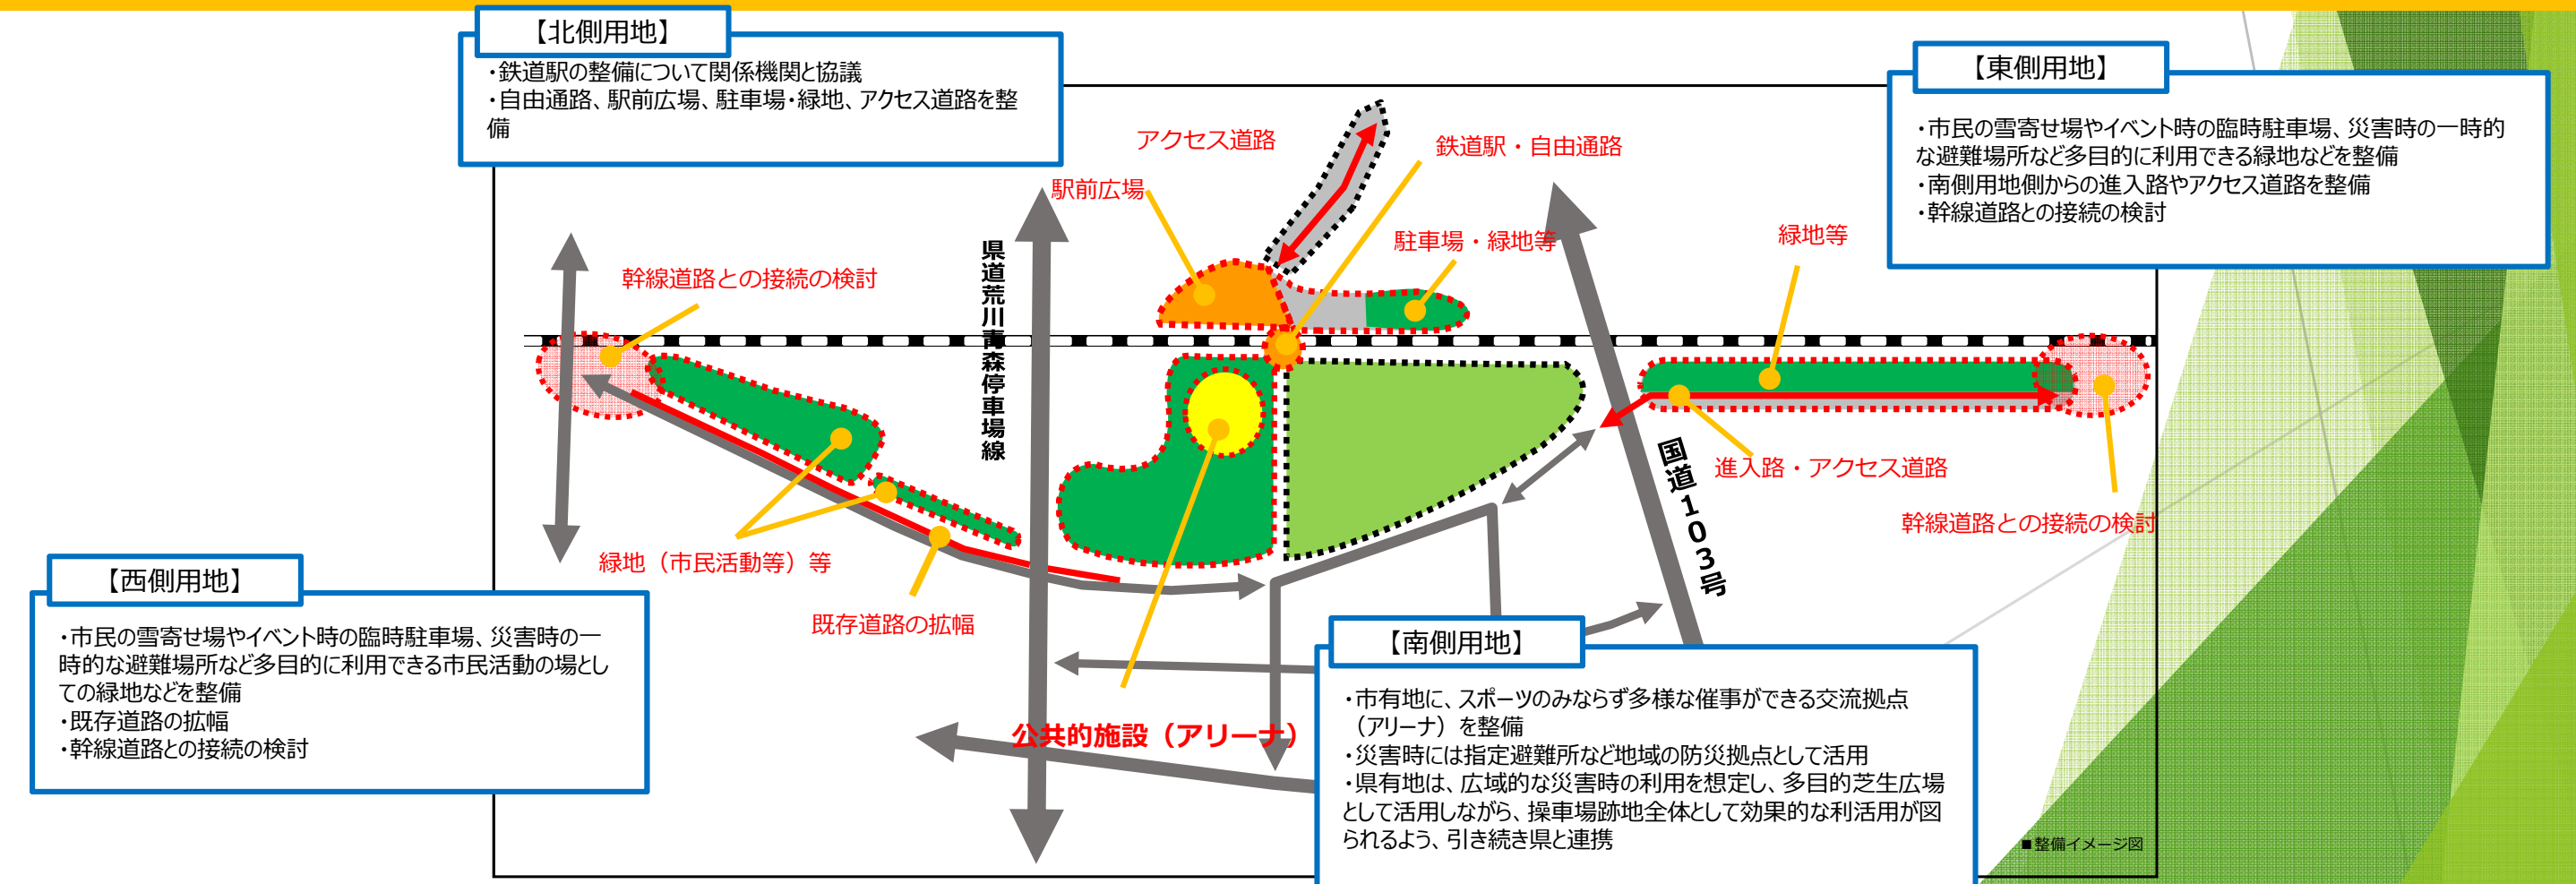 【北側用地】
・鉄道駅の整備について関係機関と協議
・自由通路、駅前広場、駐車場・緑地、アクセス道路を整
備
【東側用地】
・市民の雪寄せ場やイベント時の臨時駐車場、災害時の一時的
な避難場所など多目的に利用できる緑地などを整備
・南側用地側からの進入路やアクセス道路を整備
・幹線道路との接続の検討
アクセス道路
鉄道駅・自由通路
駅前広場
駐車場・緑地等
緑地等
幹線道路との接続の検討
県道荒川青森停車場線
国道103号
進入路・アクセス道路
幹線道路との接続の検討
緑地（市民活動等）等
既存道路の拡幅
【西側用地】
・市民の雪寄せ場やイベント時の臨時駐車場、災害時の一
時的な避難場所など多目的に利用できる市民活動の場とし
ての緑地などを整備
・既存道路の拡幅
・幹線道路との接続の検討
公共的施設（アリーナ）
【南側用地】
・市有地に、スポーツのみならず多様な催事ができる交流拠点
（アリーナ）を整備
・災害時には指定避難所など地域の防災拠点として活用
・県有地は、広域的な災害時の利用を想定し、多目的芝生広場
として活用しながら、操車場跡地全体として効果的な利活用が図
られるよう、引き続き県と連携
■整備イメージ図